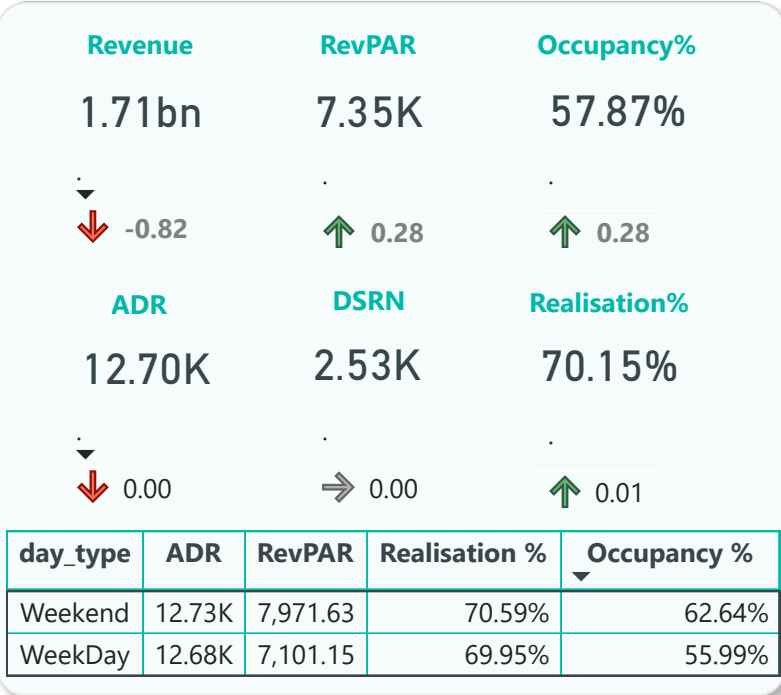 Revenue RevPAR Occupancy%
1.71bn 7.35K 57.87%
. . .
-0.82 0.28 0.28
ADR DSRN Realisation%
12.70K 2.53K 70.15%
. . .
0.00 0.00 0.01
day_type ADR RevPAR Realisation % Occupancy %
Weekend 12.73K 7,971.63 70.59% 62.64%
WeekDay 12.68K 7,101.15 69.95% 55.99%